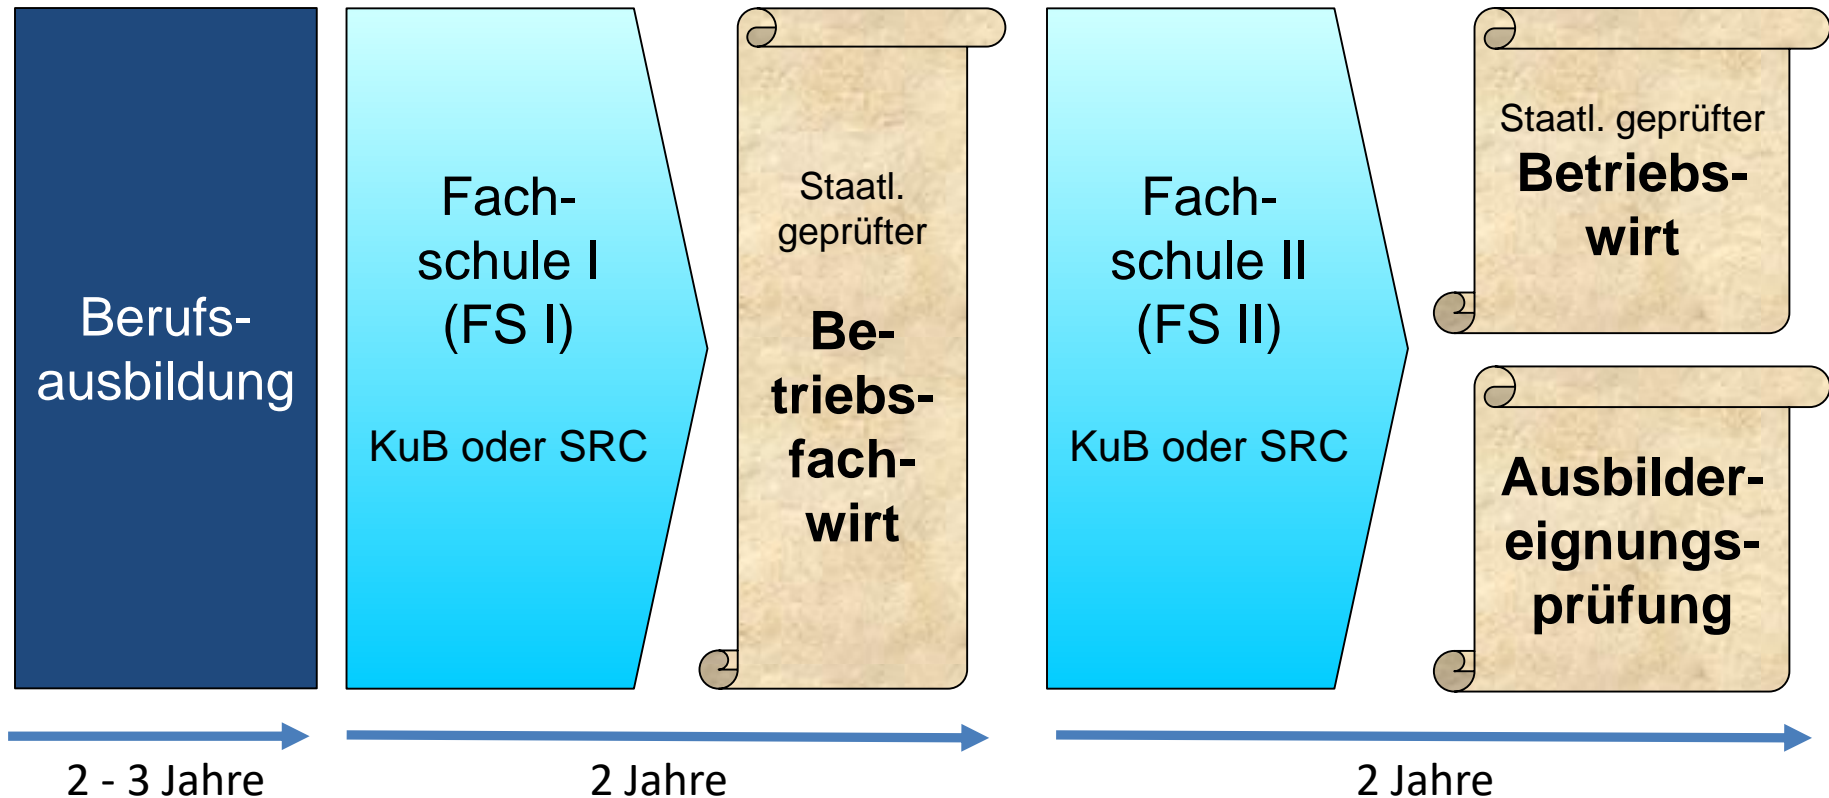 Berufs-
ausbildung
Fach-
schule I
(FS I)
KuB oder SRC
Staatl.
geprüfter
Be-
triebs-
fach-
wirt
Fach-
schule II
(FS II)
KuB oder SRC
Staatl. geprüfter
Betriebs-
wirt
Ausbilder-
eignungs-
prüfung
2 - 3 Jahre
2 Jahre
2 Jahre